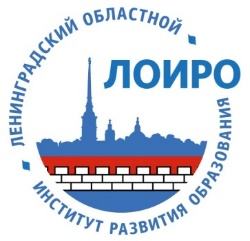 ЛЕНИНГРАДСКИЙ ОБЛАСТНОЙ
ЛОИРО
ИНСТИТУТ РАЗВИТИЯ ОБРАЗОВАНИЯ